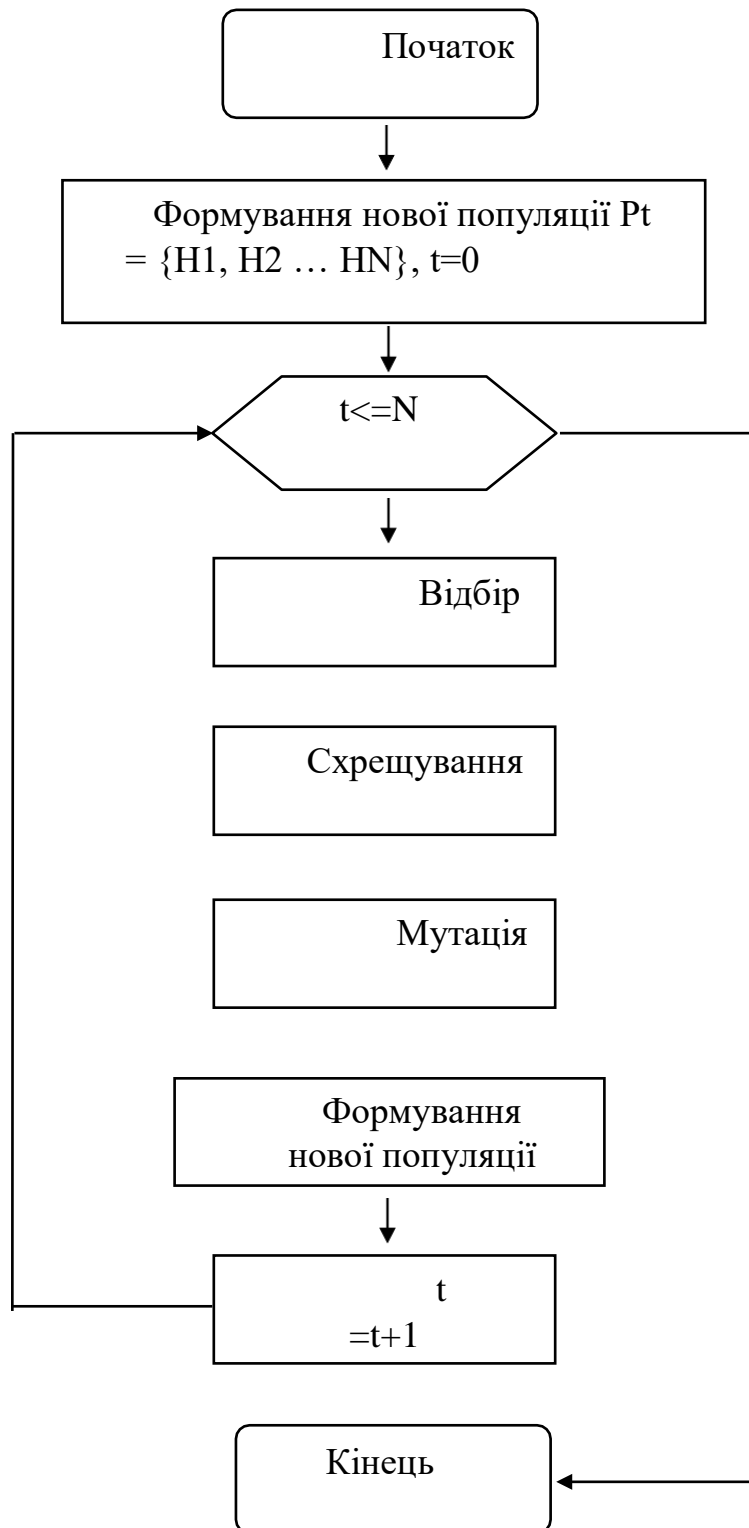 Початок
Формування нової популяції Pt
= {H1, H2 … HN}, t=0
t<=N
Відбір
Схрещування
Мутація
Формування
нової популяції
t
=t+1
Кінець